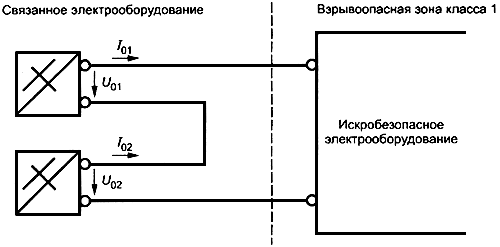 Связанное электрооборудование
Взрывоопасная зона класса 1
I01
U01
I02
U02
Искробезопасное
электрооборудование